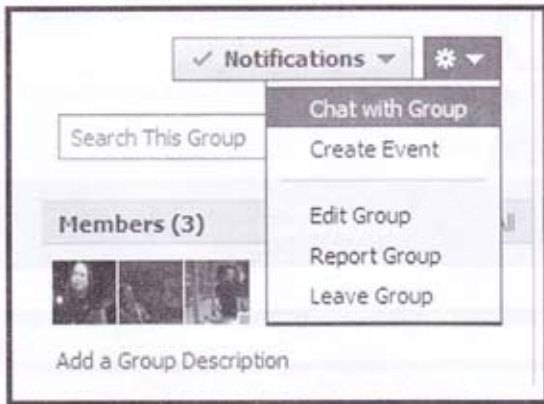 Notifications
Chat with Group
Search This Group
Create Event
Members (3)
Edit Group
Report Group
Leave Group
Add a Group Description